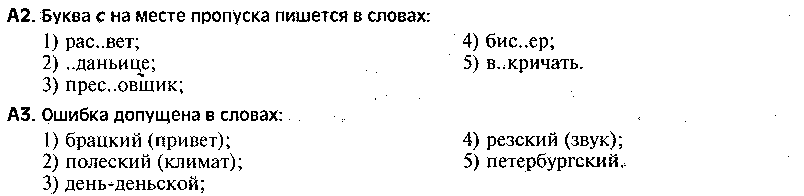 А2. Буква с на месте пропуска пишется в словах:
1) рас..вет;
2) ..даньице;
3) прес..овщик;
4) бис..ер;
5) в..кричать.
А3. Ошибка допущена в словах:
1) брацкий (привет);
2) полеский (климат);
3) день-деньской;
4) резский (звук);
5) петербургский.